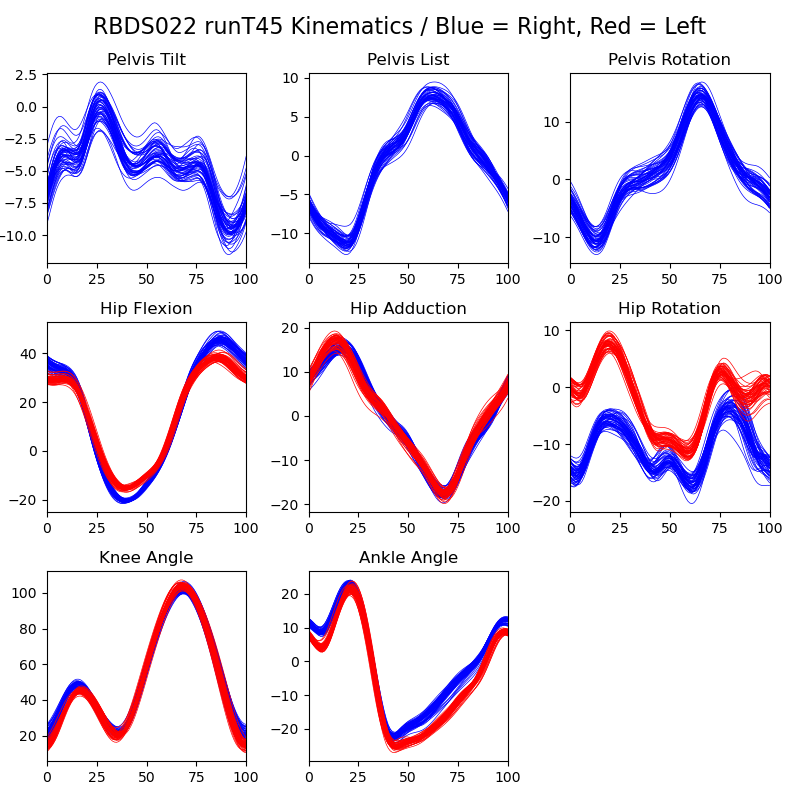 RBDS022 runT45 Kinematics / Blue = Right, Red = Left
Pelvis Tilt
Pelvis List
Pelvis Rotation
2.5
0.0
−2.5
−5.0
−7.5
−10.0
0 25 50 75 100
10
5
0
−5
−10
0 25 50 75 100
10
0
−10
0 25 50 75 100
Hip Flexion
Hip Adduction
Hip Rotation
40
20
0
−20
0 25 50 75 100
20
10
0
−10
−20
0 25 50 75 100
10
0
−10
−20
0 25 50 75 100
Knee Angle
Ankle Angle
100
80
60
40
20
0 25 50 75 100
20
10
0
−10
−20
0 25 50 75 100